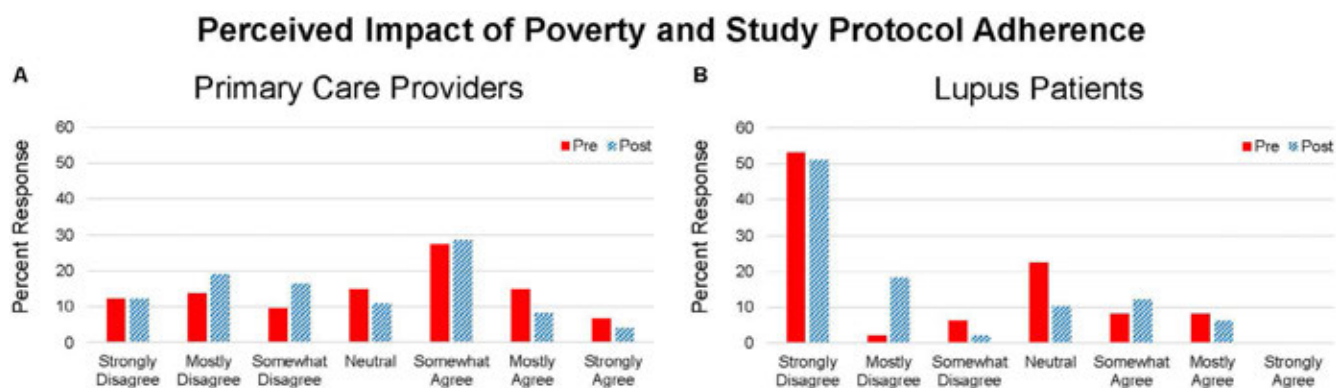 Perceived Impact of Poverty and Study Protocol Adherence
A
Primary Care Providers
Percent Response
60
50
40
30
20
10
0
Pre Post
Strongly Disagree
Mostly Disagree
Somewhat Disagree
Neutral
Somewhat Agree
Mostly Agree
Strongly Agree
B
Lupus Patients
Percent Response
60
50
40
30
20
10
0
Pre Post
Strongly Disagree
Mostly Disagree
Somewhat Disagree
Neutral
Somewhat Agree
Mostly Agree
Strongly Agree